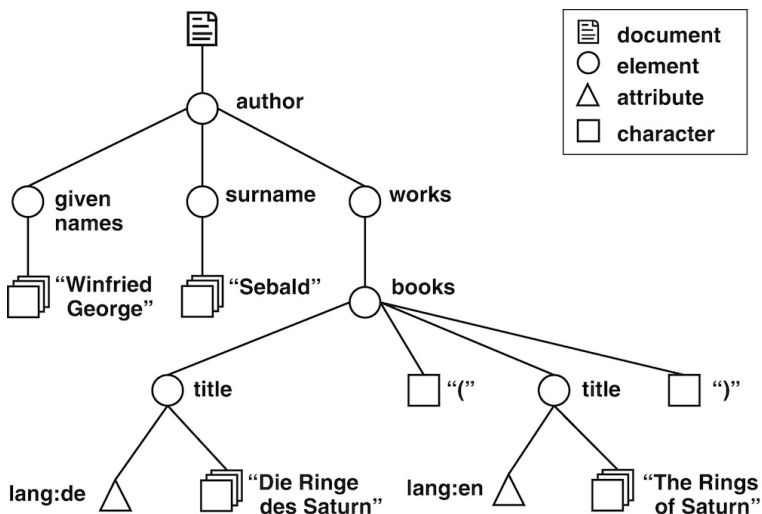 document
element
attribute
character
author
given
names
surname
works
“Winfried
George”
“Sebald”
books
title
“(”
title
“)”
lang:de
“Die Ringe
des Saturn”
lang:en
“The Rings
of Saturn”